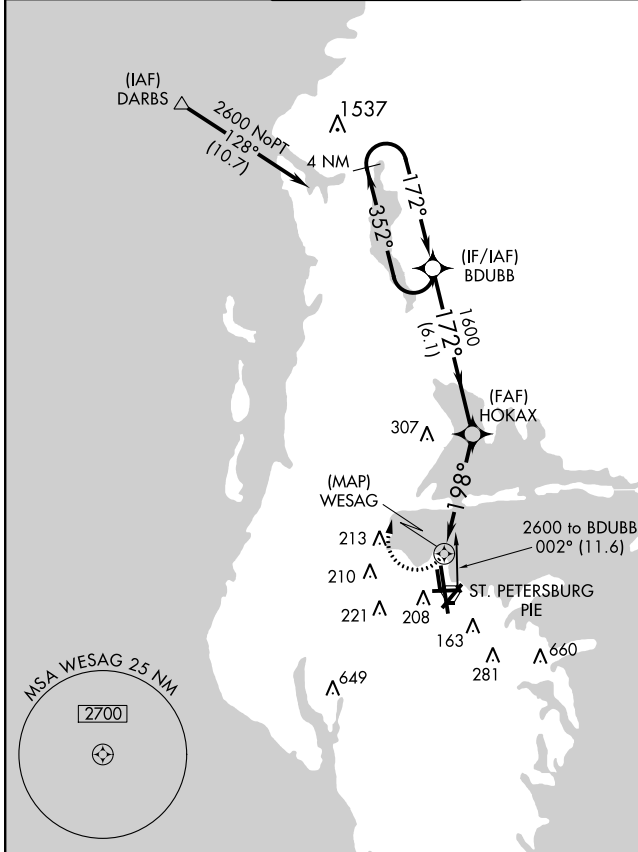 (IAF)
DARBS
2600 NoPT
128°
(10.7)
1537
4 NM
172°
352°
(IF/IAF)
BDUBB
1600
172°
(6.1)
(FAF)
HOKAX
307
198°
(MAP)
WESAG
213
2600 to BDUBB
002° (11.6)
210
221
208
ST. PETERSBURG
PIE
163
281
660
649
MSA WESAG 25 NM
2700